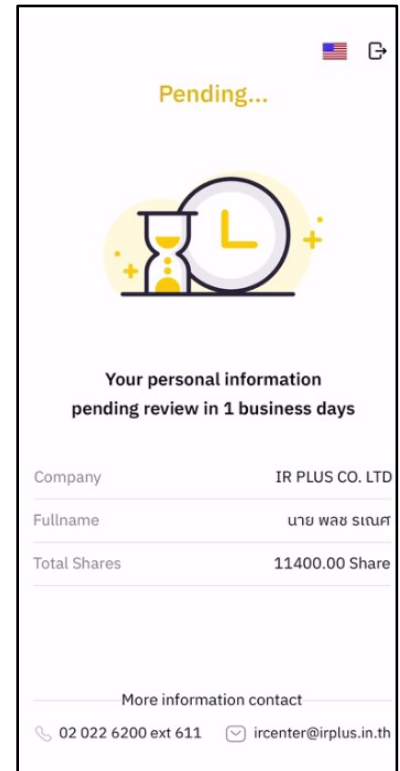 Pending...
Your personal information
pending review in 1 business days
Company IR PLUS CO. LTD
Fullname นาย พลช รเณศ
Total Shares 11400.00 Share
More information contact
02 022 6200 ext 611 ircenter@irplus.in.th